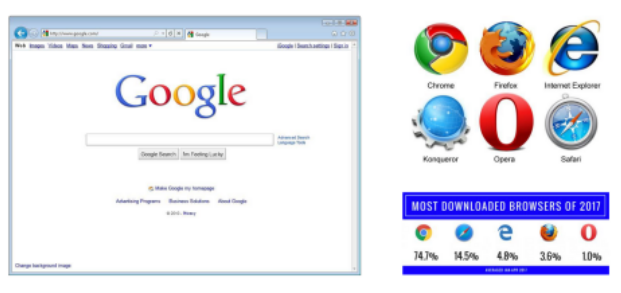 http://www.google.com/
Google
Web Images Videos Maps News Shopping Gmail more ▼
iGoogle | Search settings | Sign in
Google
Advanced Search
Language Tools
Google Search
I'm Feeling Lucky
Make Google my homepage
Advertising Programs Business Solutions About Google
Change background image
Chrome Firefox Internet Explorer
Konqueror Opera Safari
MOST DOWNLOADED BROWSERS OF 2017
74.7% 14.5% 4.8% 3.6% 1.0%